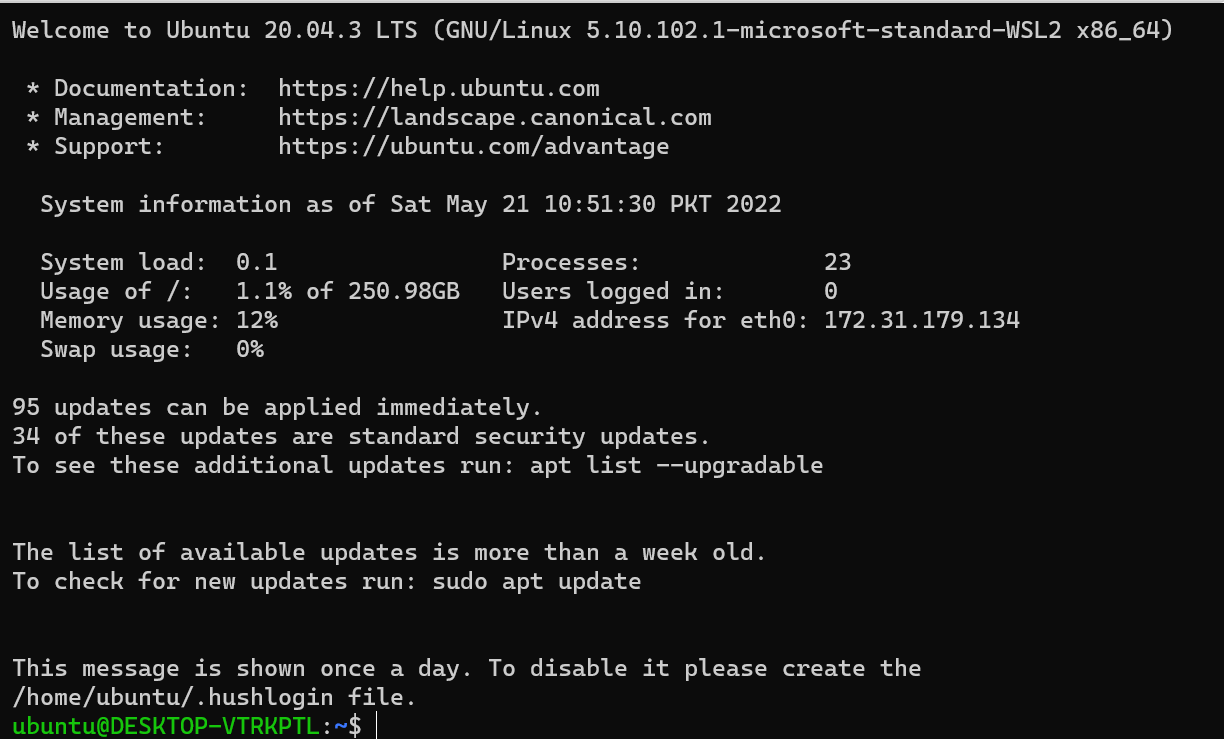 Welcome to Ubuntu 20.04.3 LTS (GNU/Linux 5.10.102.1-microsoft-standard-WSL2 x86_64)
* Documentation:  https://help.ubuntu.com
* Management:     https://landscape.canonical.com
* Support:        https://ubuntu.com/advantage
System information as of Sat May 21 10:51:30 PKT 2022
System load:  0.1                Processes:             23
Usage of /:   1.1% of 250.98GB   Users logged in:       0
Memory usage: 12%                IPv4 address for eth0: 172.31.179.134
Swap usage:   0%
95 updates can be applied immediately.
34 of these updates are standard security updates.
To see these additional updates run: apt list --upgradable
The list of available updates is more than a week old.
To check for new updates run: sudo apt update
This message is shown once a day. To disable it please create the
/home/ubuntu/.hushlogin file.
ubuntu@DESKTOP-VTRKPTL:~$